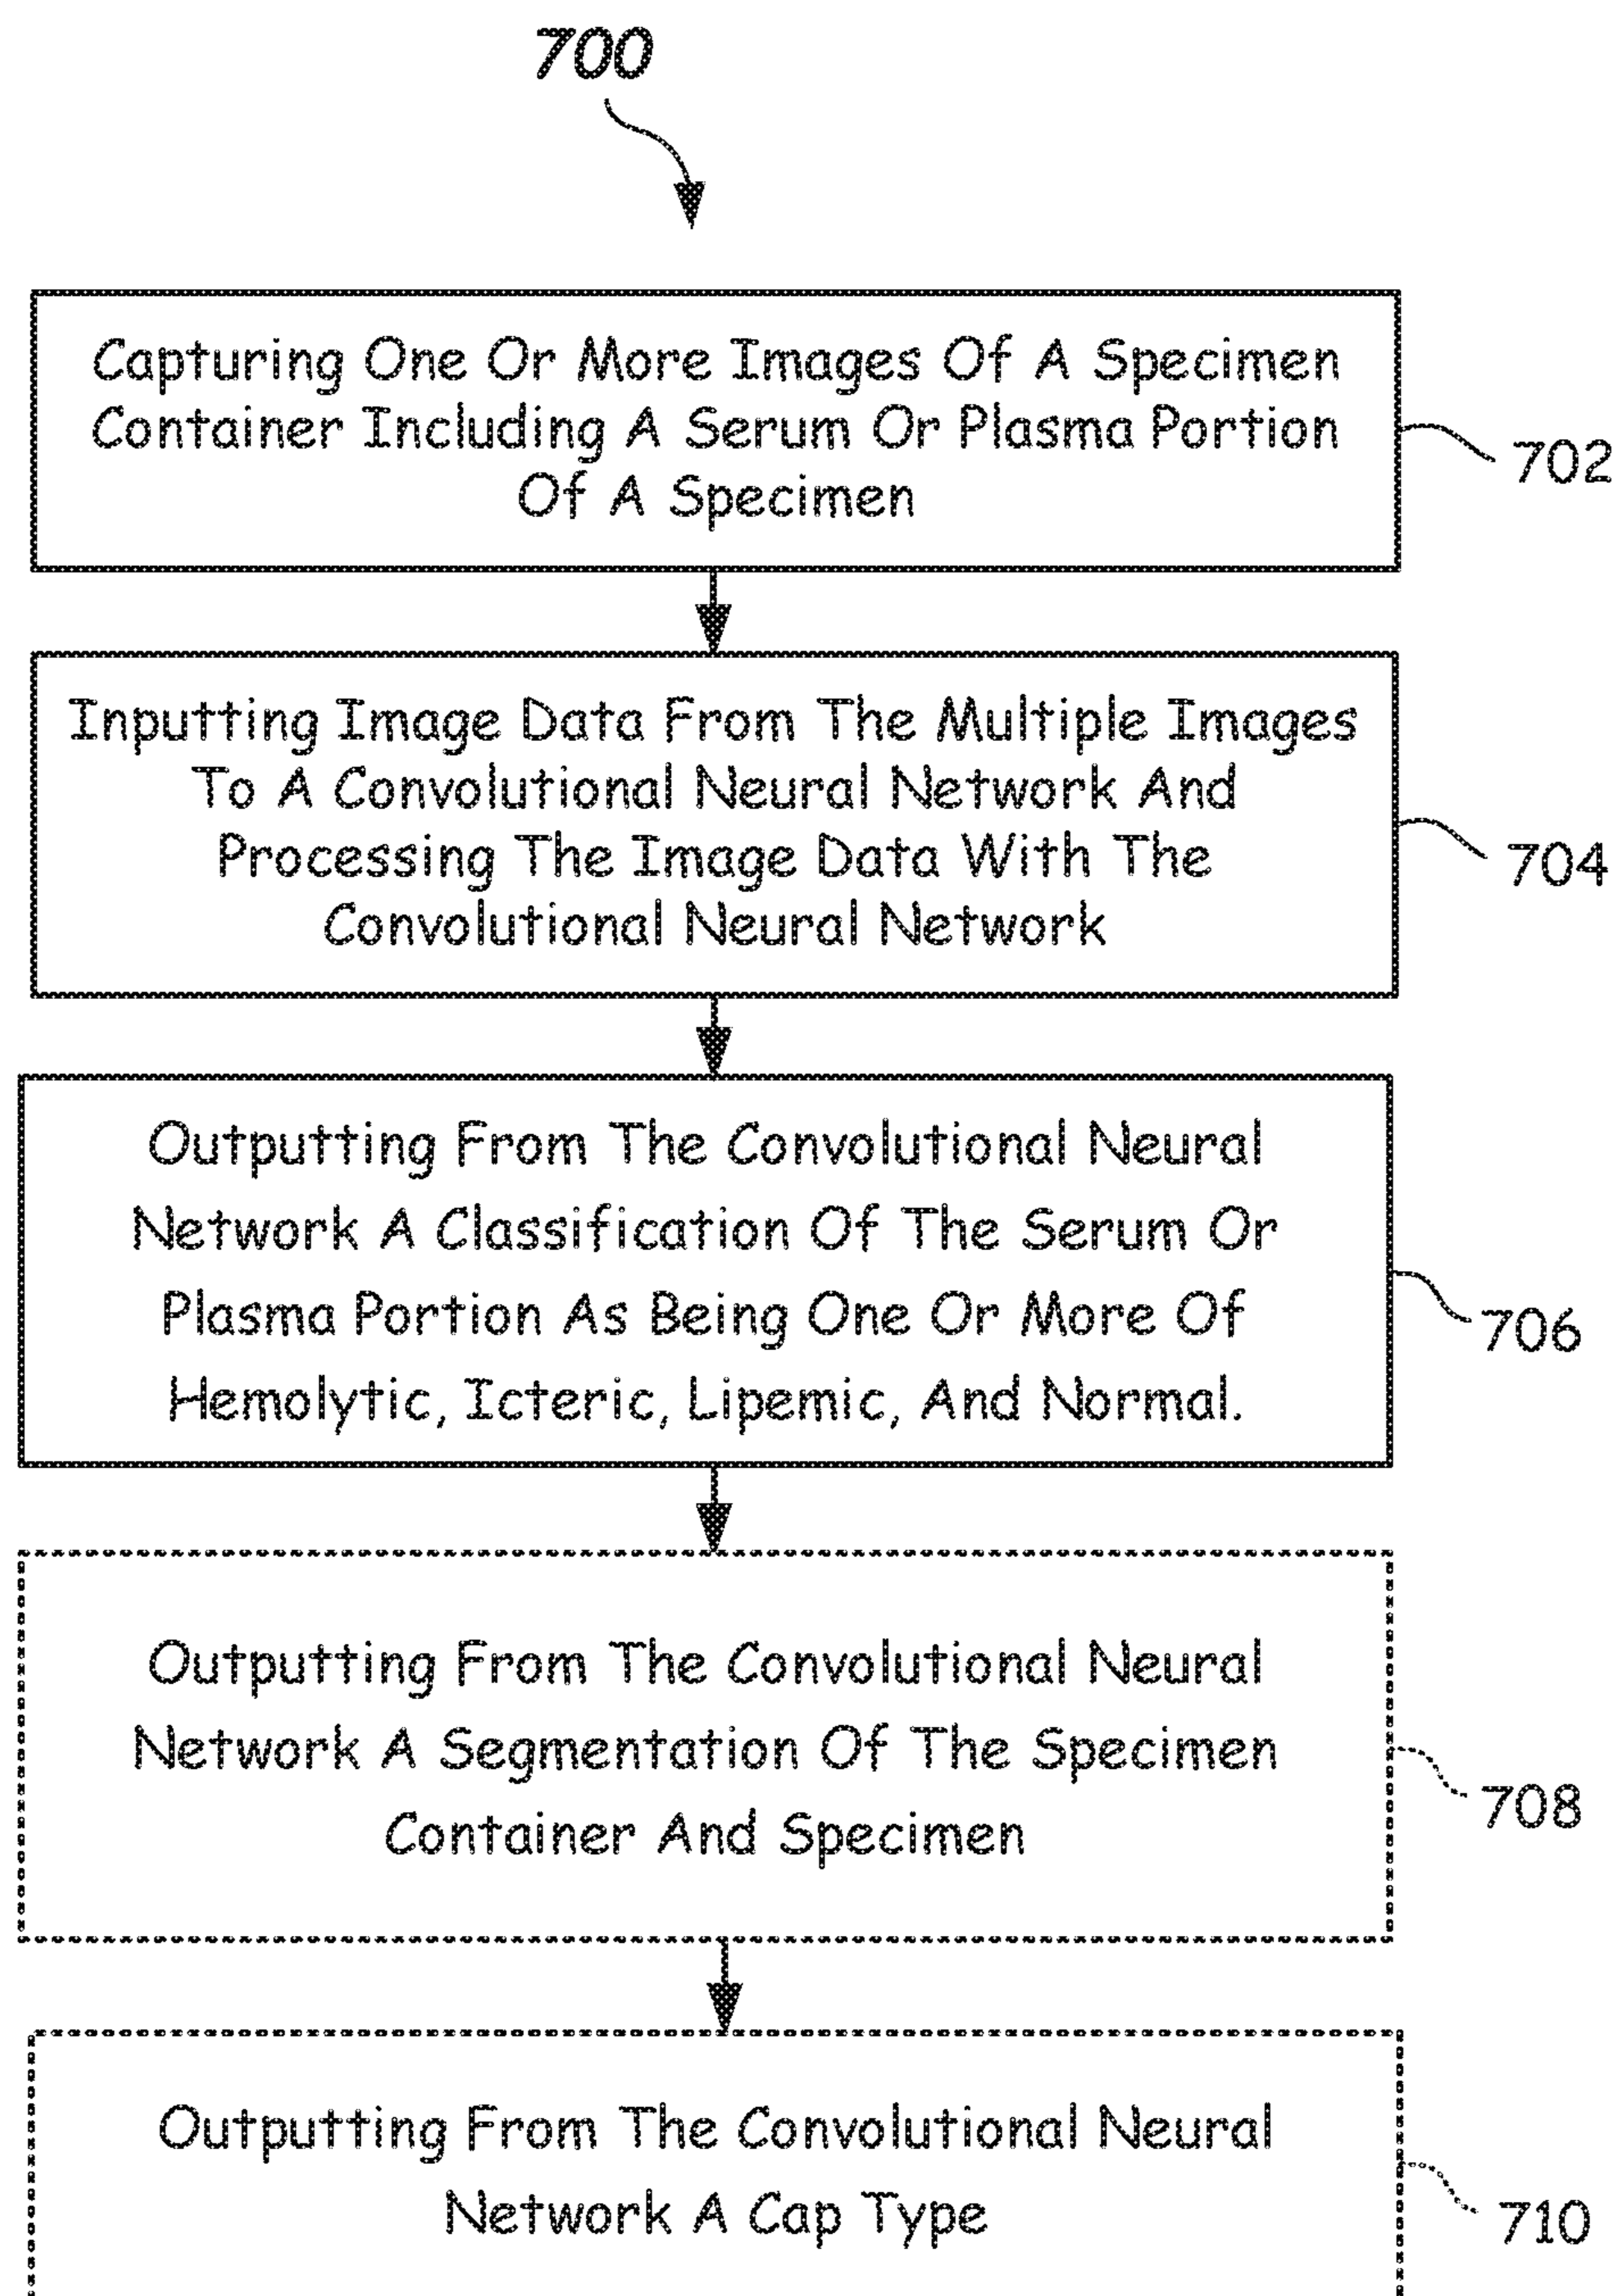 700
Capturing One Or More Images Of A Specimen
Container Including A Serum Or Plasma Portion
Of A Specimen
702
Inputting Image Data From The Multiple Images
To A Convolutional Neural Network And
Processing The Image Data With The
Convolutional Neural Network
704
Outputting From The Convolutional Neural
Network A Classification Of The Serum Or
Plasma Portion As Being One Or More Of
Hemolytic, Icteric, Lipemic, And Normal.
706
Outputting From The Convolutional Neural
Network A Segmentation Of The Specimen
Container And Specimen
708
Outputting From The Convolutional Neural
Network A Cap Type
710